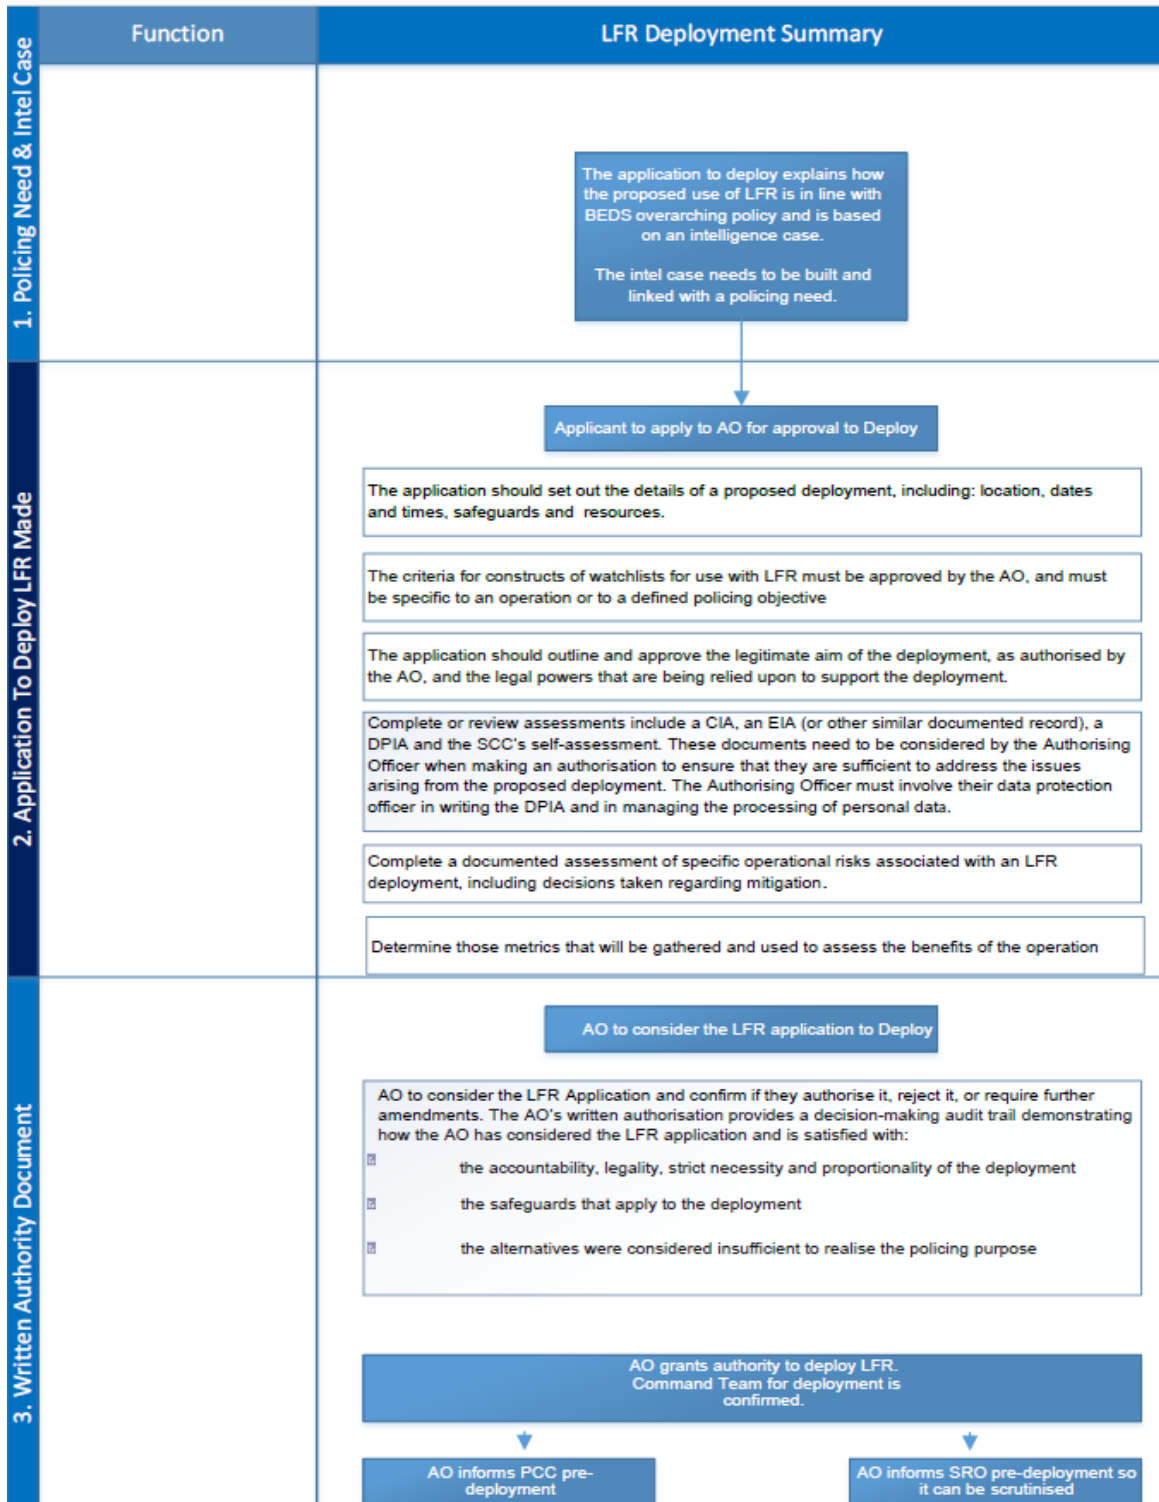 Function
LFR Deployment Summary
1. Policing Need & Intel Case
The application to deploy explains how
the proposed use of LFR is in line with
BEDS overarching policy and is based
on an intelligence case.
The intel case needs to be built and
linked with a policing need.
2. Application To Deploy LFR Made
Applicant to apply to AO for approval to Deploy
The application should set out the details of a proposed deployment, including: location, dates
and times, safeguards and resources.
The criteria for constructs of watchlists for use with LFR must be approved by the AO, and must
be specific to an operation or to a defined policing objective
The application should outline and approve the legitimate aim of the deployment, as authorised by
the AO, and the legal powers that are being relied upon to support the deployment.
Complete or review assessments include a CIA, an EIA (or other similar documented record), a
DPIA and the SCC's self-assessment. These documents need to be considered by the Authorising
Officer when making an authorisation to ensure that they are sufficient to address the issues
arising from the proposed deployment. The Authorising Officer must involve their data protection
officer in writing the DPIA and in managing the processing of personal data.
Complete a documented assessment of specific operational risks associated with an LFR
deployment, including decisions taken regarding mitigation.
Determine those metrics that will be gathered and used to assess the benefits of the operation
3. Written Authority Document
AO to consider the LFR application to Deploy
AO to consider the LFR Application and confirm if they authorise it, reject it, or require further
amendments. The AO's written authorisation provides a decision-making audit trail demonstrating
how the AO has considered the LFR application and is satisfied with:
the accountability, legality, strict necessity and proportionality of the deployment
the safeguards that apply to the deployment
the alternatives were considered insufficient to realise the policing purpose
AO grants authority to deploy LFR.
Command Team for deployment is
confirmed.
AO informs PCC pre-
deployment
AO informs SRO pre-deployment so
it can be scrutinised